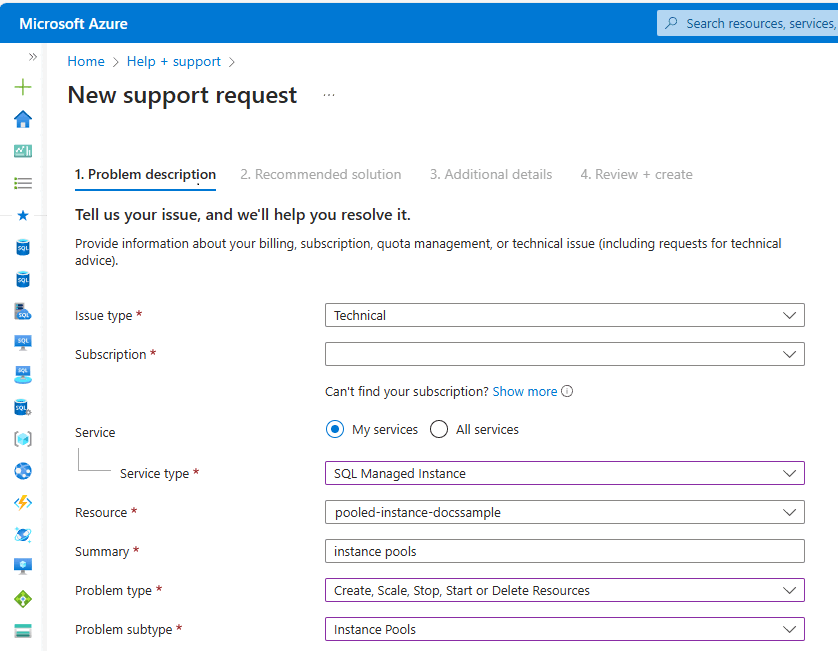 Microsoft Azure
Search resources, services,
Home > Help + support >
New support request ...
1. Problem description 2. Recommended solution 3. Additional details 4. Review + create
Tell us your issue, and we'll help you resolve it.
Provide information about your billing, subscription, quota management, or technical issue (including requests for technical
advice).
Issue type * Technical
Subscription *
Can't find your subscription? Show more
Service My services All services
Service type * SQL Managed Instance
Resource * pooled-instance-docssample
Summary * instance pools
Problem type * Create, Scale, Stop, Start or Delete Resources
Problem subtype * Instance Pools